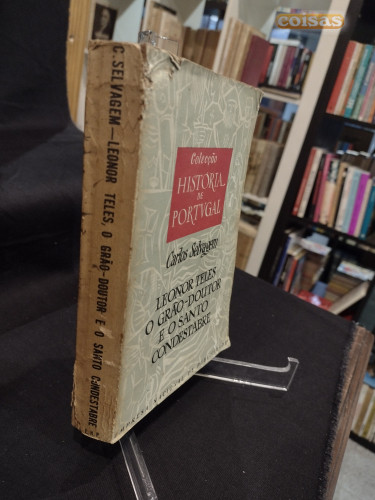 coisas
C. SELVAGEM—LEONOR TELES, O GRÃO-DOUTOR E O SANTO CONDESTABRE
Colecção
HISTÓRIA
DE
PORTVGAL
Carlos Selvagem
LEONOR TELES
O GRÃO-DOUTOR
E O SANTO
CONDESTABRE